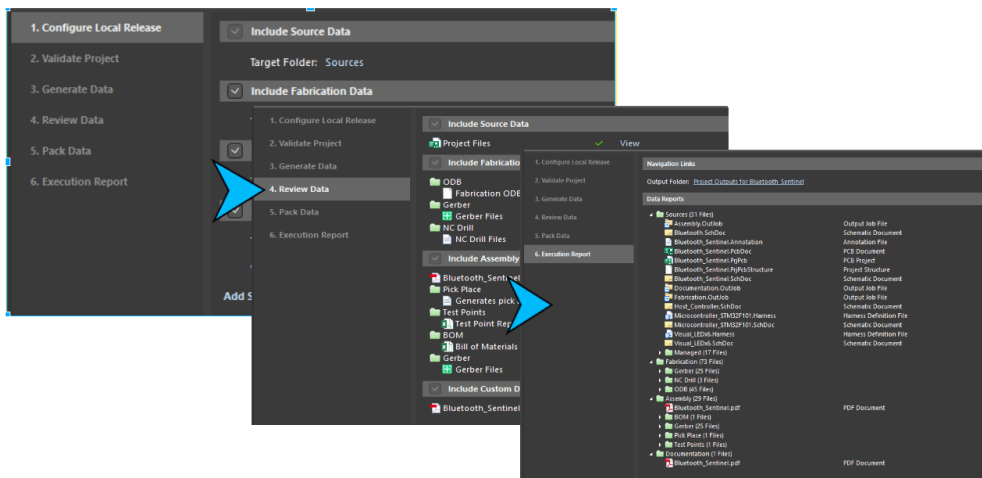 1. Configure Local Release
2. Validate Project
3. Generate Data
4. Review Data
5. Pack Data
6. Execution Report
Include Source Data
Target Folder: Sources
Include Fabrication Data
Add S
1. Configure Local Release
2. Validate Project
3. Generate Data
4. Review Data
5. Pack Data
6. Execution Report
Include Source Data
Project Files View
Include Fabricatio
ODB
Fabrication ODB
Gerber
Gerber Files
NC Drill
NC Drill Files
Include Assembly
Bluetooth_Sentinel
Pick Place
Generates pick
Test Points
Test Point Rep
BOM
Bill of Materials
Gerber
Gerber Files
Include Custom D
Bluetooth_Sentinel
1. Configure Local Release
2. Validate Project
3. Generate Data
4. Review Data
5. Pack Data
6. Execution Report
Navigation Links
Output Folder: Project Outputs for Bluetooth Sentinel
Data Reports
Sources (31 Files)
Assembly.OutJob Output Job File
Bluetooth.SchDoc Schematic Document
Bluetooth_Sentinel.Annotation Annotation File
Bluetooth_Sentinel.PcbDoc PCB Document
Bluetooth_Sentinel.PrjPcb PCB Project
Bluetooth_Sentinel.PrjPcbStructure Project Structure
Bluetooth_Sentinel.SchDoc Schematic Document
Documentation.OutJob Output Job File
Fabrication.OutJob Output Job File
Host_Controller.SchDoc Schematic Document
Microcontroller_STM32F101.Harness Harness Definition File
Microcontroller_STM32F101.SchDoc Schematic Document
Visual_LEDx6.Harness Harness Definition File
Visual_LEDx6.SchDoc Schematic Document
Managed (17 Files)
Fabrication (73 Files)
Gerber (25 Files)
NC Drill (3 Files)
ODB (45 Files)
Assembly (29 Files)
Bluetooth_Sentinel.pdf PDF Document
BOM (1 Files)
Gerber (25 Files)
Pick Place (1 Files)
Test Points (1 Files)
Documentation (1 Files)
Bluetooth_Sentinel.pdf PDF Document